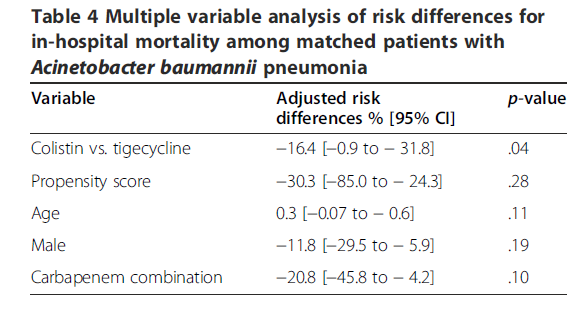 Table 4 Multiple variable analysis of risk differences for
in-hospital mortality among matched patients with
Acinetobacter baumannii pneumonia
Variable Adjusted risk differences % [95% CI] p-value
Colistin vs. tigecycline −16.4 [−0.9 to − 31.8] .04
Propensity score −30.3 [−85.0 to − 24.3] .28
Age 0.3 [−0.07 to − 0.6] .11
Male −11.8 [−29.5 to − 5.9] .19
Carbapenem combination −20.8 [−45.8 to − 4.2] .10